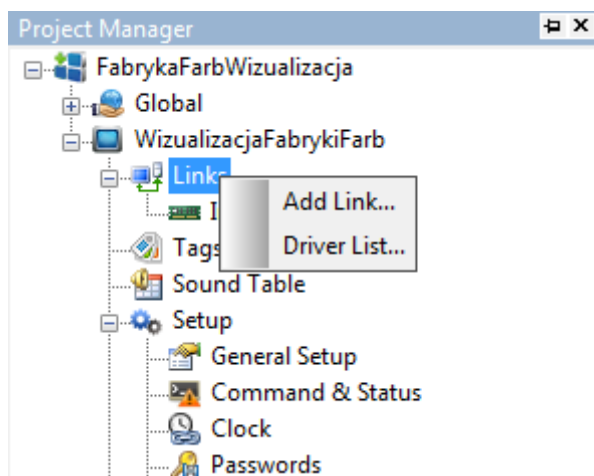 Project Manager
FabrykaFarbWizualizacja
Global
WizualizacjaFabrykiFarb
Links
Add Link...
Driver List...
Tags
Sound Table
Setup
General Setup
Command & Status
Clock
Passwords